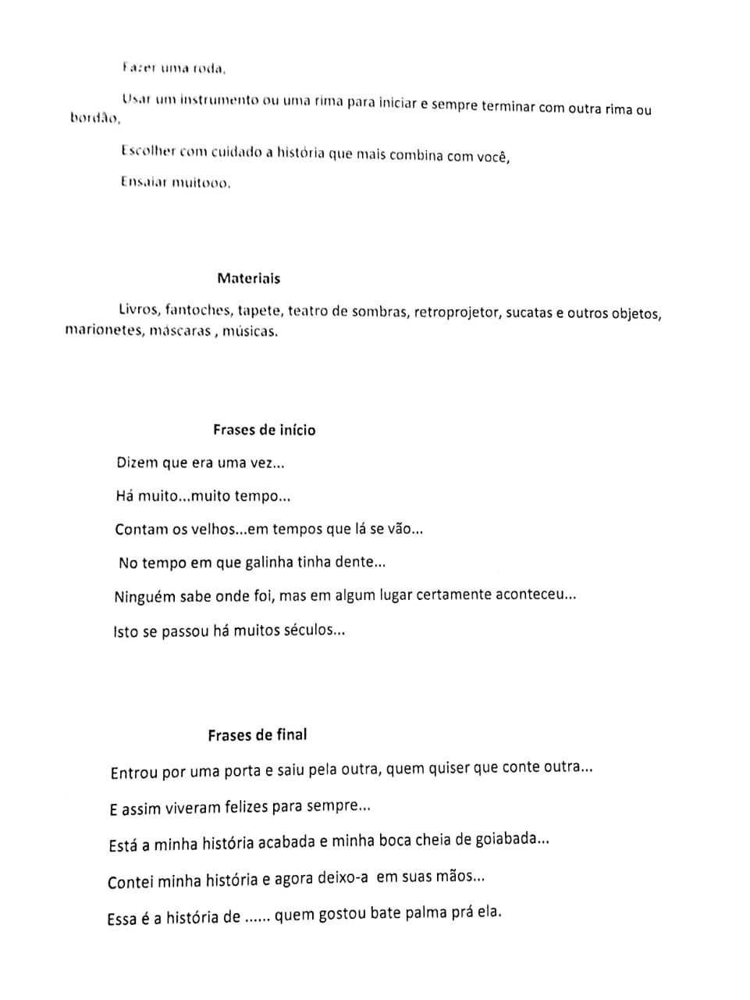 Fazer uma roda,
Usar um instrumento ou uma rima para iniciar e sempre terminar com outra rima ou
bordão,
Escolher com cuidado a história que mais combina com você,
Ensaiar muitooo.
Materiais
Livros, fantoches, tapete, teatro de sombras, retroprojetor, sucatas e outros objetos,
marionetes, máscaras , músicas.
Frases de início
Dizem que era uma vez...
Há muito...muito tempo...
Contam os velhos...em tempos que lá se vão...
No tempo em que galinha tinha dente...
Ninguém sabe onde foi, mas em algum lugar certamente aconteceu...
Isto se passou há muitos séculos...
Frases de final
Entrou por uma porta e saiu pela outra, quem quiser que conte outra...
E assim viveram felizes para sempre...
Está a minha história acabada e minha boca cheia de goiabada...
Contei minha história e agora deixo-a em suas mãos...
Essa é a história de ...... quem gostou bate palma prá ela.